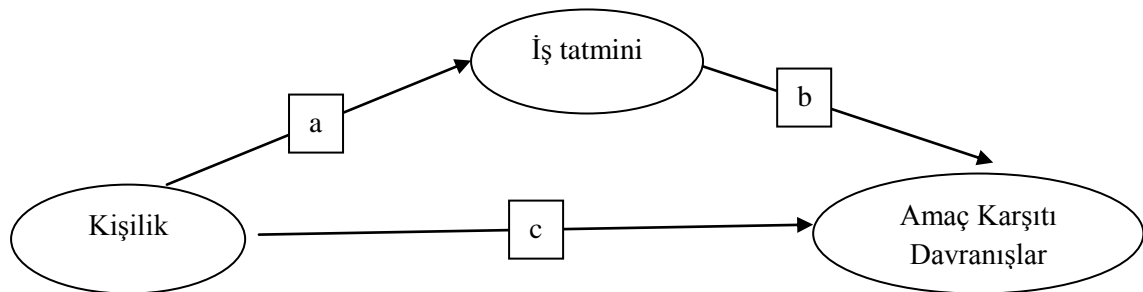 İş tatmini
a
b
Kişilik
c
Amaç Karşıtı
Davranışlar